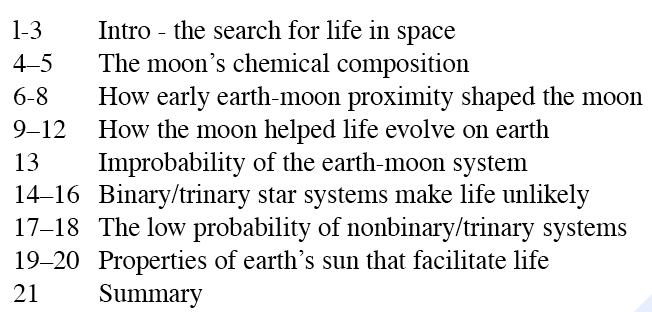 1-3 Intro - the search for life in space
4–5 The moon’s chemical composition
6-8 How early earth-moon proximity shaped the moon
9–12 How the moon helped life evolve on earth
13 Improbability of the earth-moon system
14–16 Binary/trinary star systems make life unlikely
17–18 The low probability of nonbinary/trinary systems
19–20 Properties of earth’s sun that facilitate life
21 Summary